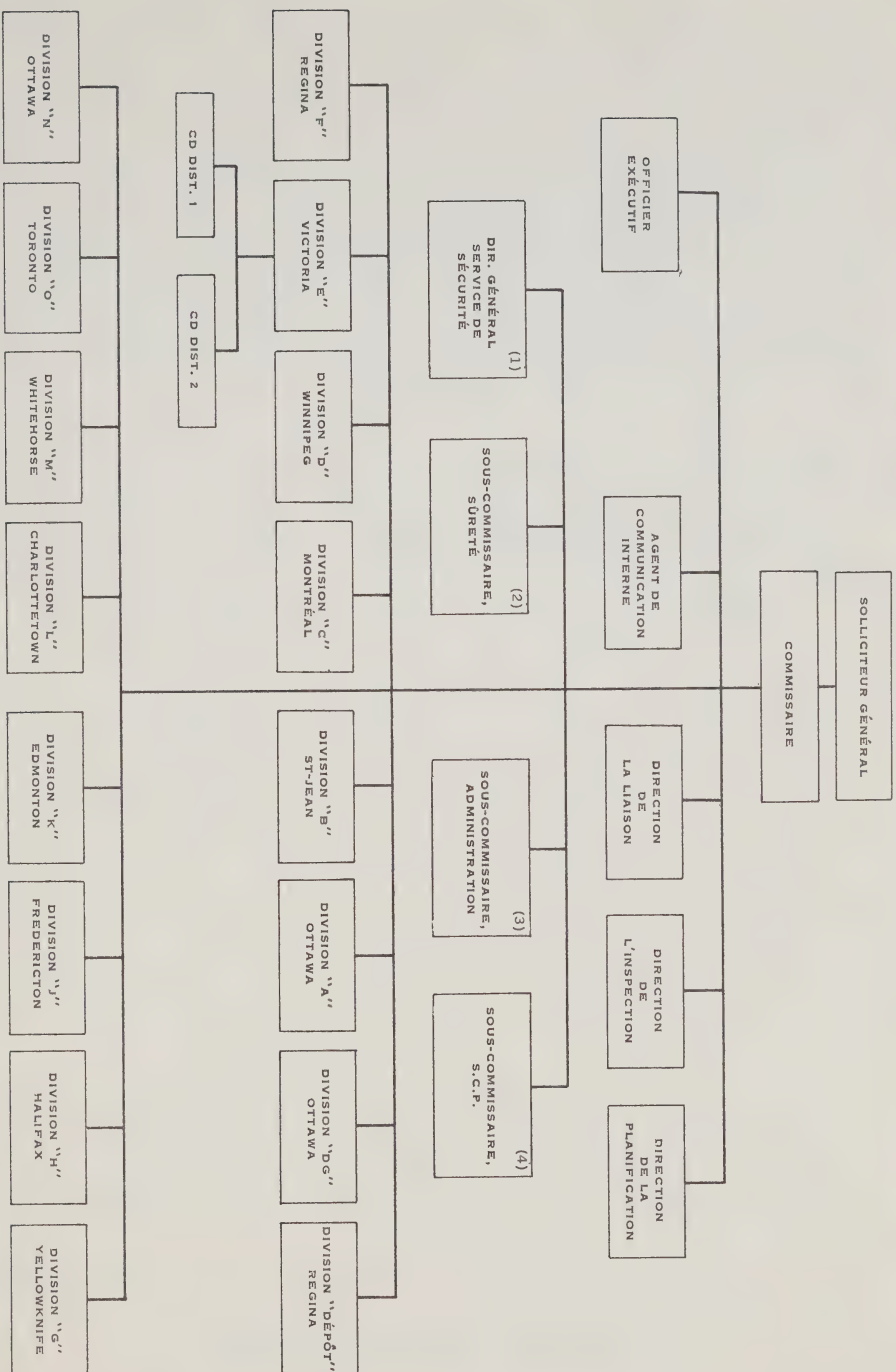 SOLLICITEUR GÉNÉRAL
COMMISSAIRE
OFFICIER
EXÉCUTIF
AGENT DE
COMMUNICATION
INTERNE
DIRECTION
DE
LA LIAISON
DIRECTION
DE
L'INSPECTION
DIRECTION
DE LA
PLANIFICATION
(1)
DIR. GÉNÉRAL
SERVICE DE
SÉCURITÉ
(2)
SOUS-COMMISSAIRE,
SÛRETÉ
(3)
SOUS-COMMISSAIRE,
ADMINISTRATION
(4)
SOUS-COMMISSAIRE,
S.C.P.
DIVISION "F"
REGINA
DIVISION "E"
VICTORIA
DIVISION "D"
WINNIPEG
DIVISION "C"
MONTRÉAL
DIVISION "B"
ST-JEAN
DIVISION "A"
OTTAWA
DIVISION "DG"
OTTAWA
DIVISION "DÉPÔT"
REGINA
CD DIST. 1
CD DIST. 2
DIVISION "N"
OTTAWA
DIVISION "O"
TORONTO
DIVISION "M"
WHITEHORSE
DIVISION "L"
CHARLOTTETOWN
DIVISION "K"
EDMONTON
DIVISION "J"
FREDERICTON
DIVISION "H"
HALIFAX
DIVISION "G"
YELLOWKNIFE